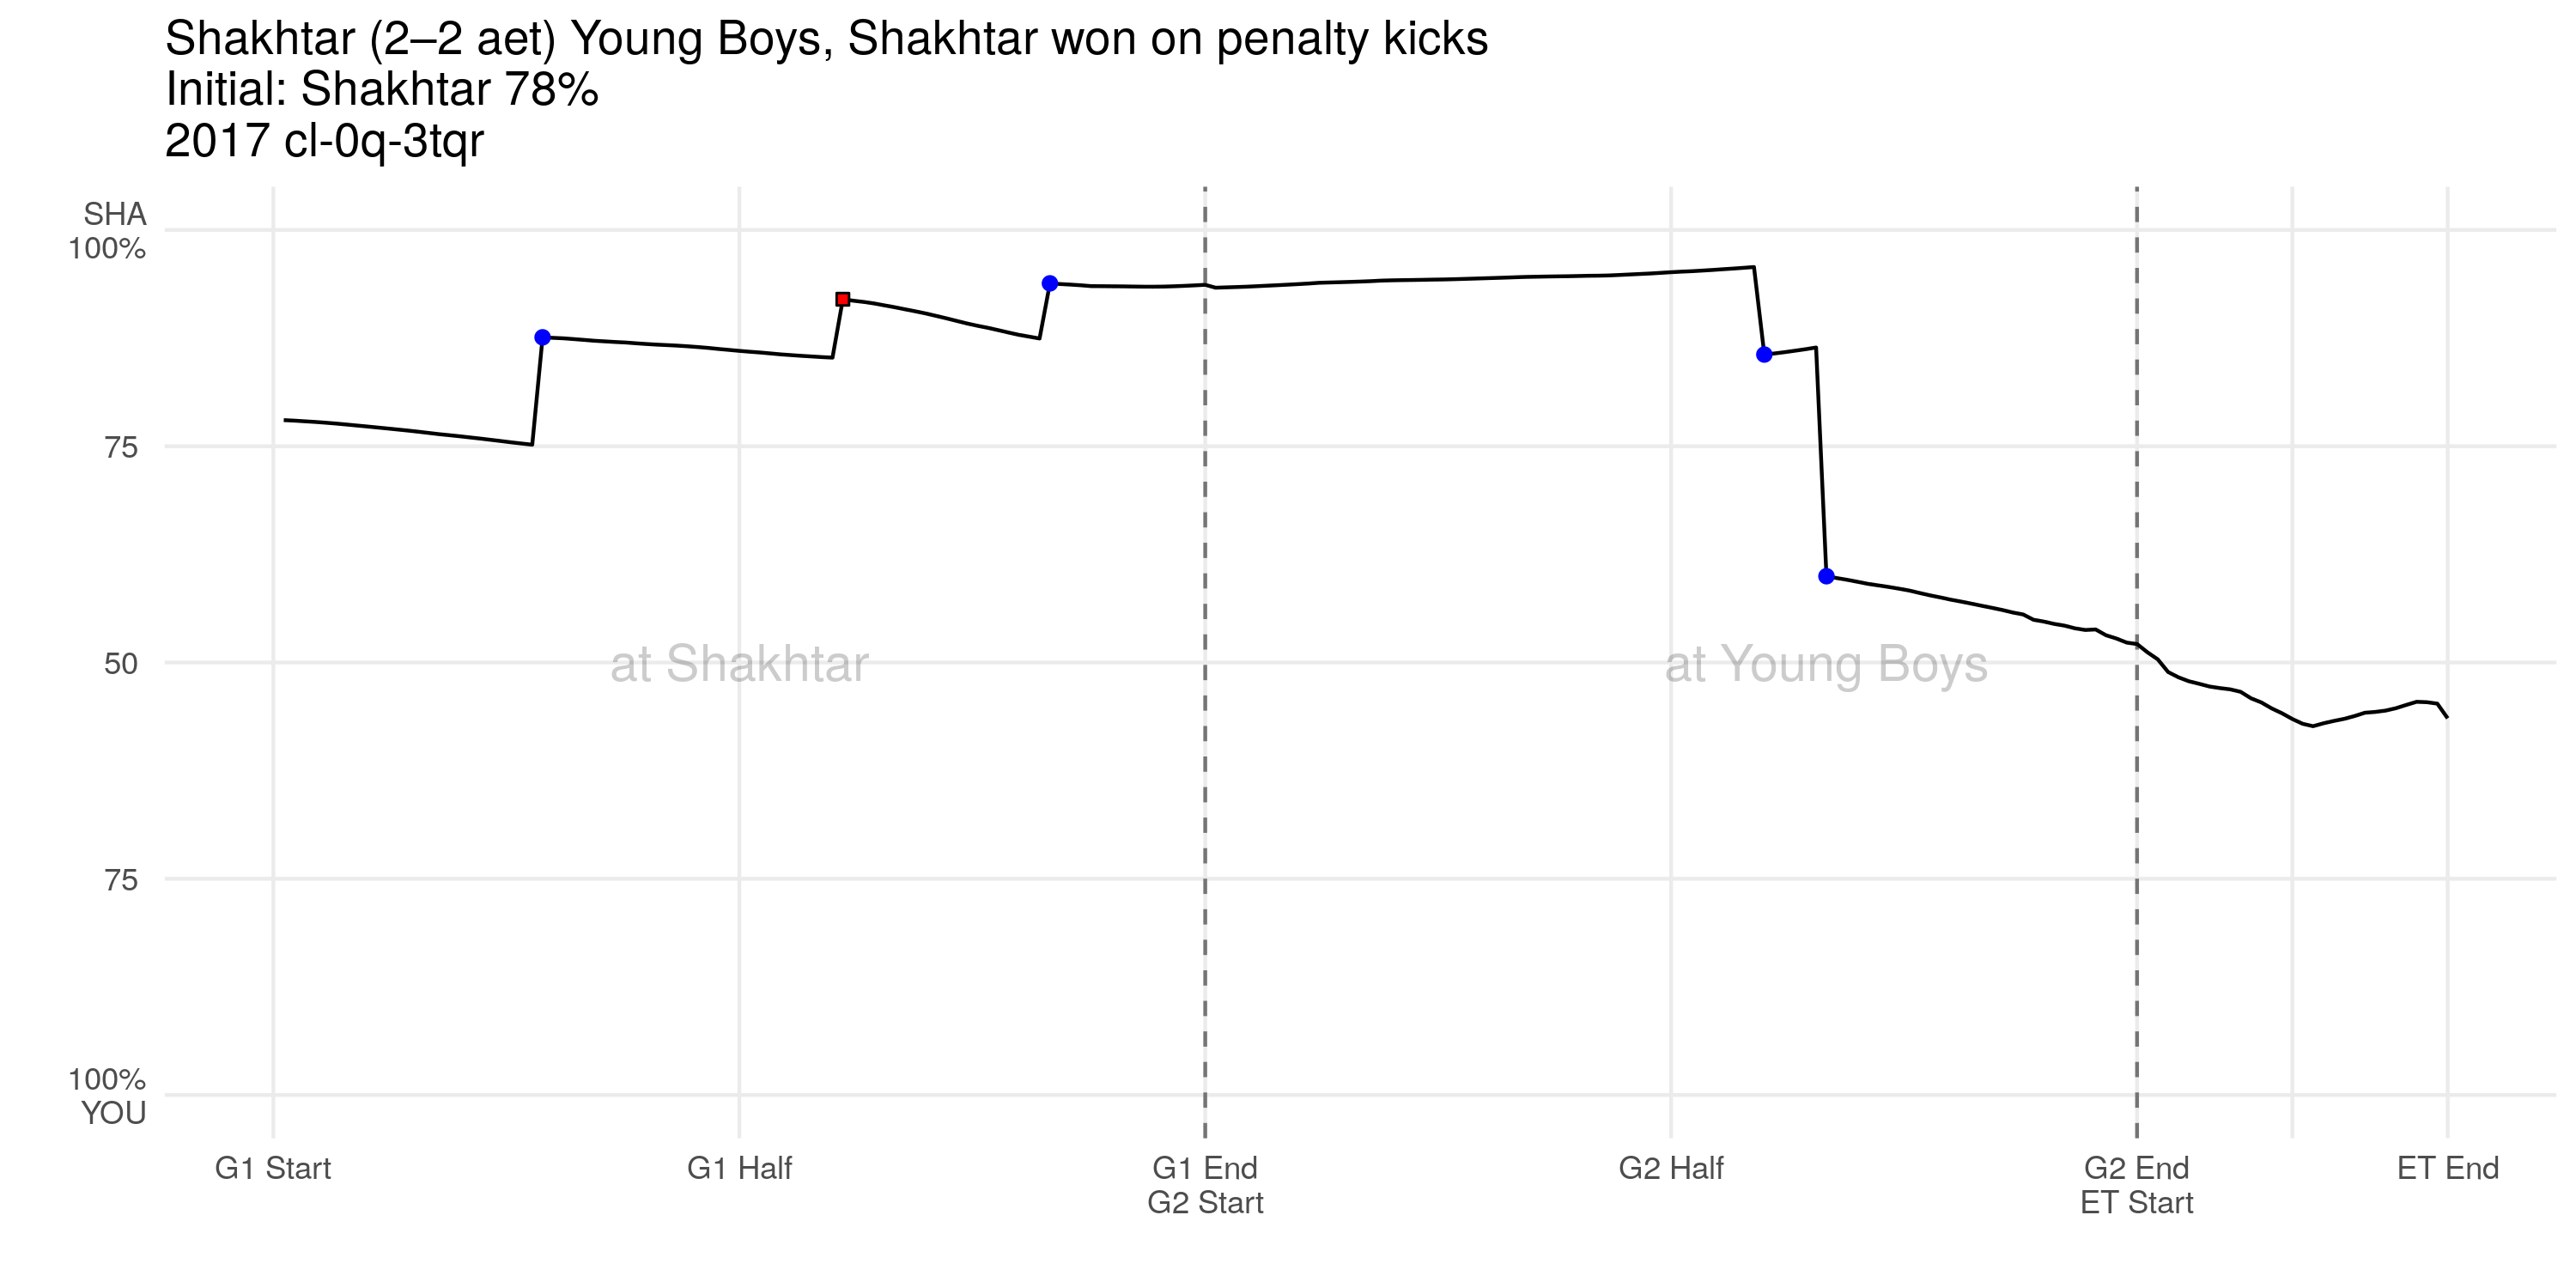 Shakhtar (2–2 aet) Young Boys, Shakhtar won on penalty kicks
Initial: Shakhtar 78%
2017 cl-0q-3tqr
SHA
100%
75
50
75
100%
YOU
at Shakhtar
at Young Boys
G1 Start
G1 Half
G1 End
G2 Start
G2 Half
G2 End
ET Start
ET End